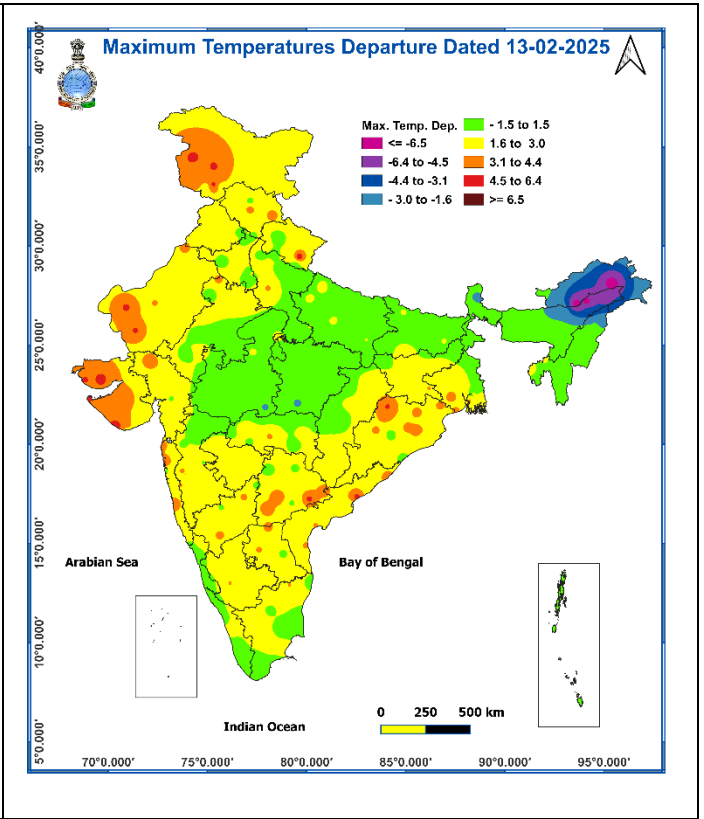 Maximum Temperatures Departure Dated 13-02-2025
Max. Temp. Dep.
<= -6.5
-6.4 to -4.5
-4.4 to -3.1
- 3.0 to -1.6
- 1.5 to 1.5
1.6 to 3.0
3.1 to 4.4
4.5 to 6.4
>= 6.5
40°0.000'
35°0.000'
30°0.000'
25°0.000'
20°0.000'
15°0.000'
10°0.000'
5°0.000'
Arabian Sea
Bay of Bengal
Indian Ocean
0 250 500 km
70°0.000' 75°0.000' 80°0.000' 85°0.000' 90°0.000' 95°0.000'